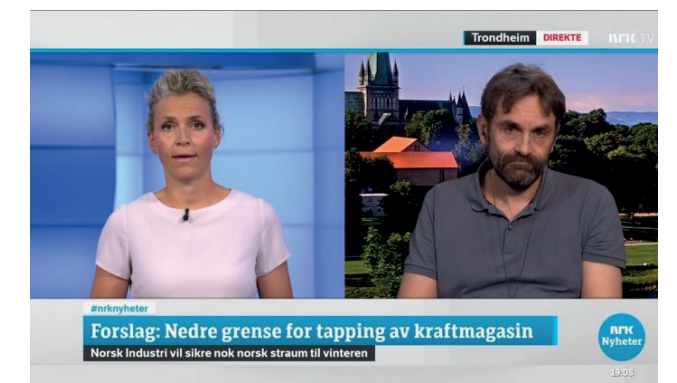 Trondheim DIREKTE nrk TV
#nrknyheter
Forslag: Nedre grense for tapping av kraftmagasin
Norsk Industri vil sikre nok norsk straum til vinteren
nrk
Nyheter
19:08